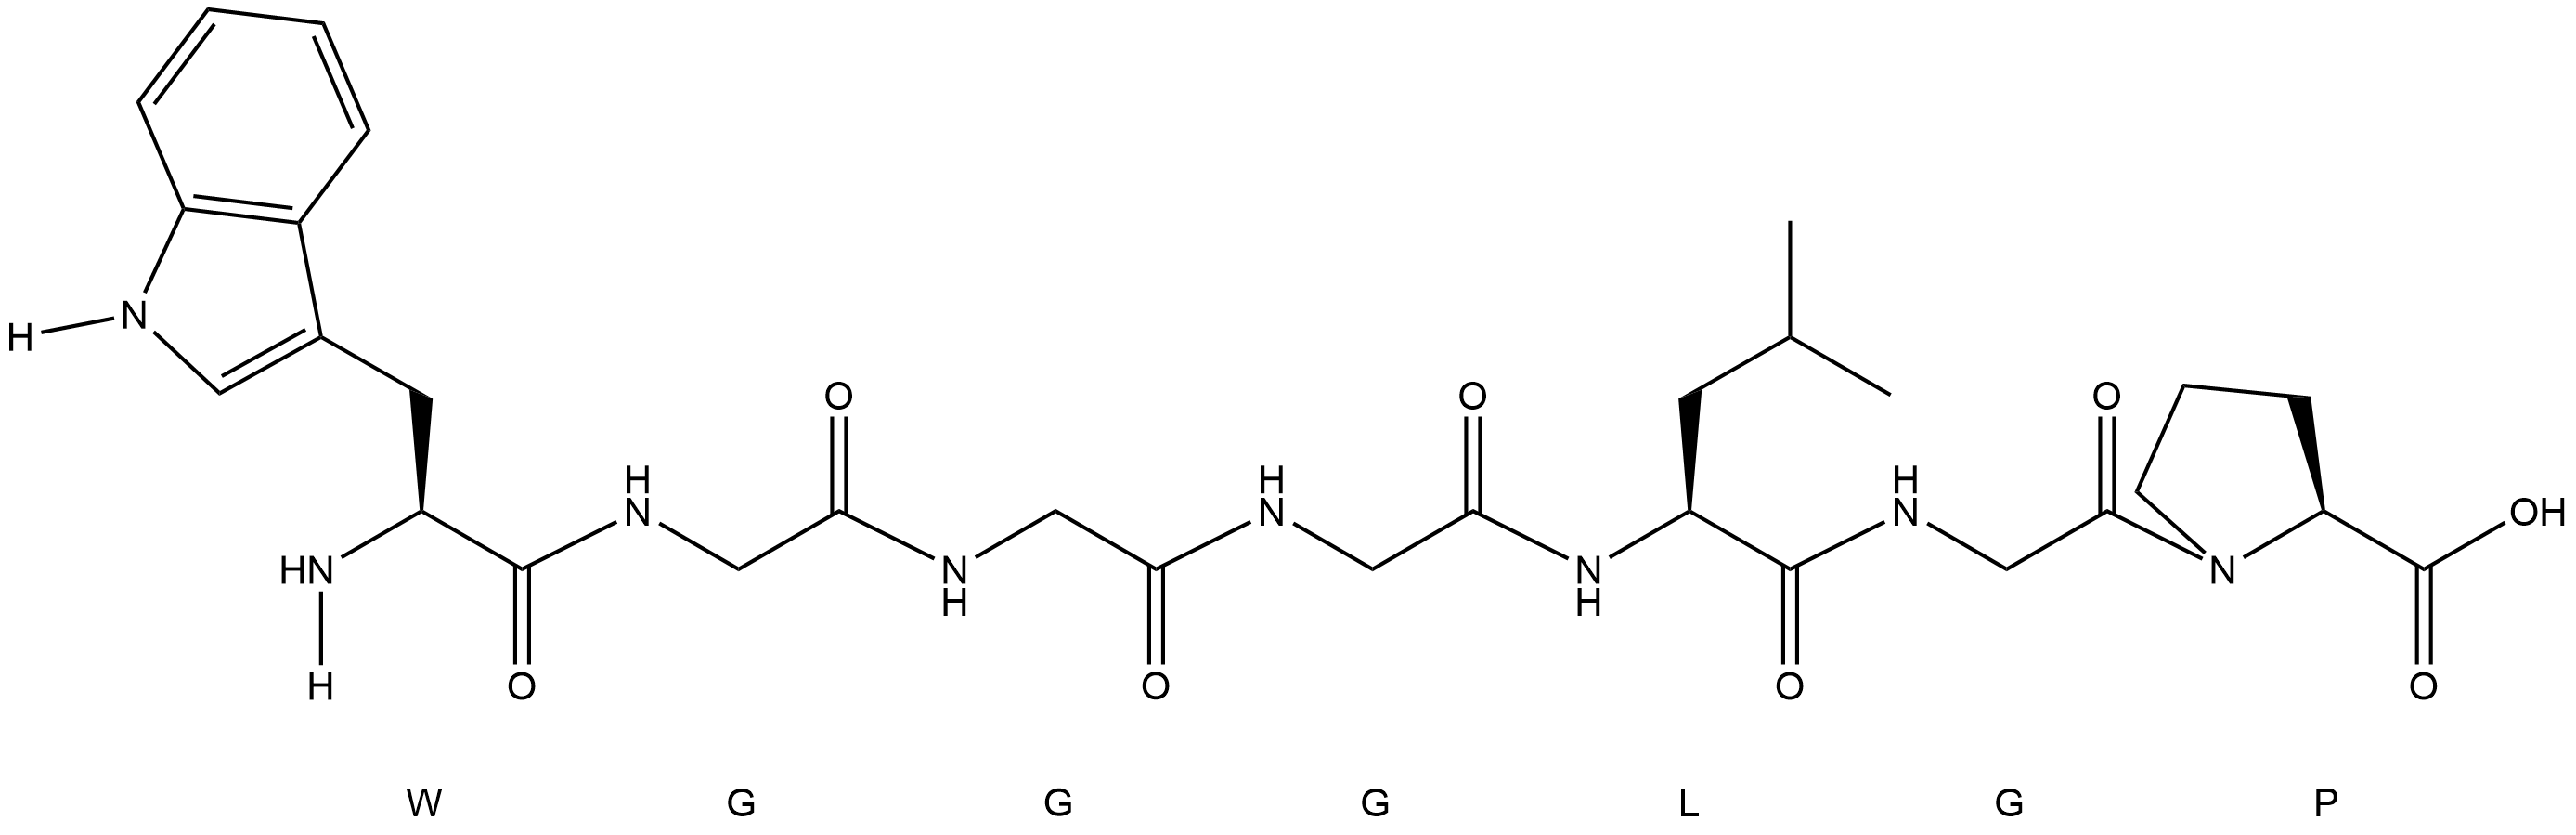 O O O
H
N H
N H
N OH
H N
HN N
H N
H N
H O O O O
W G G G L G P